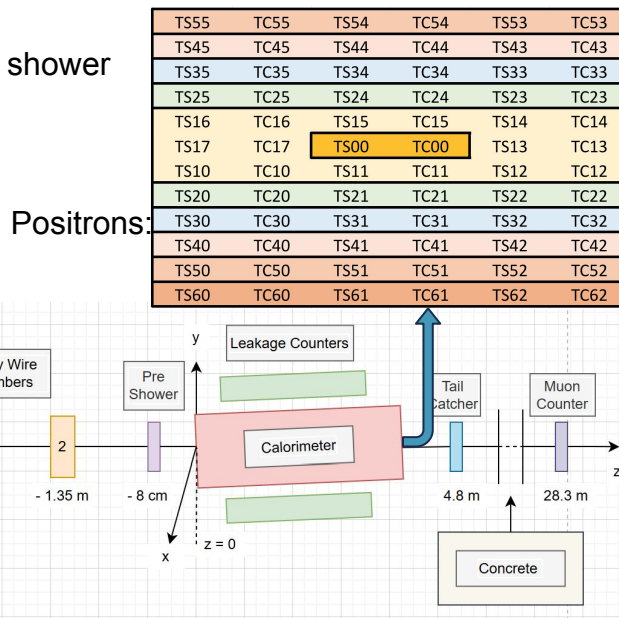 shower
Positrons:
TS55 TC55 TS54 TC54 TS53 TC53
TS45 TC45 TS44 TC44 TS43 TC43
TS35 TC35 TS34 TC34 TS33 TC33
TS25 TC25 TS24 TC24 TS23 TC23
TS16 TC16 TS15 TC15 TS14 TC14
TS17 TC17 TS00 TC00 TS13 TC13
TS10 TC10 TS11 TC11 TS12 TC12
TS20 TC20 TS21 TC21 TS22 TC22
TS30 TC30 TS31 TC31 TS32 TC32
TS40 TC40 TS41 TC41 TS42 TC42
TS50 TC50 TS51 TC51 TS52 TC52
TS60 TC60 TS61 TC61 TS62 TC62
y
Leakage Counters
Wire
Pre
Shower
Tail
Catcher
Muon
Counter
2
Calorimeter
z
- 1.35 m
- 8 cm
4.8 m
28.3 m
z = 0
x
Concrete